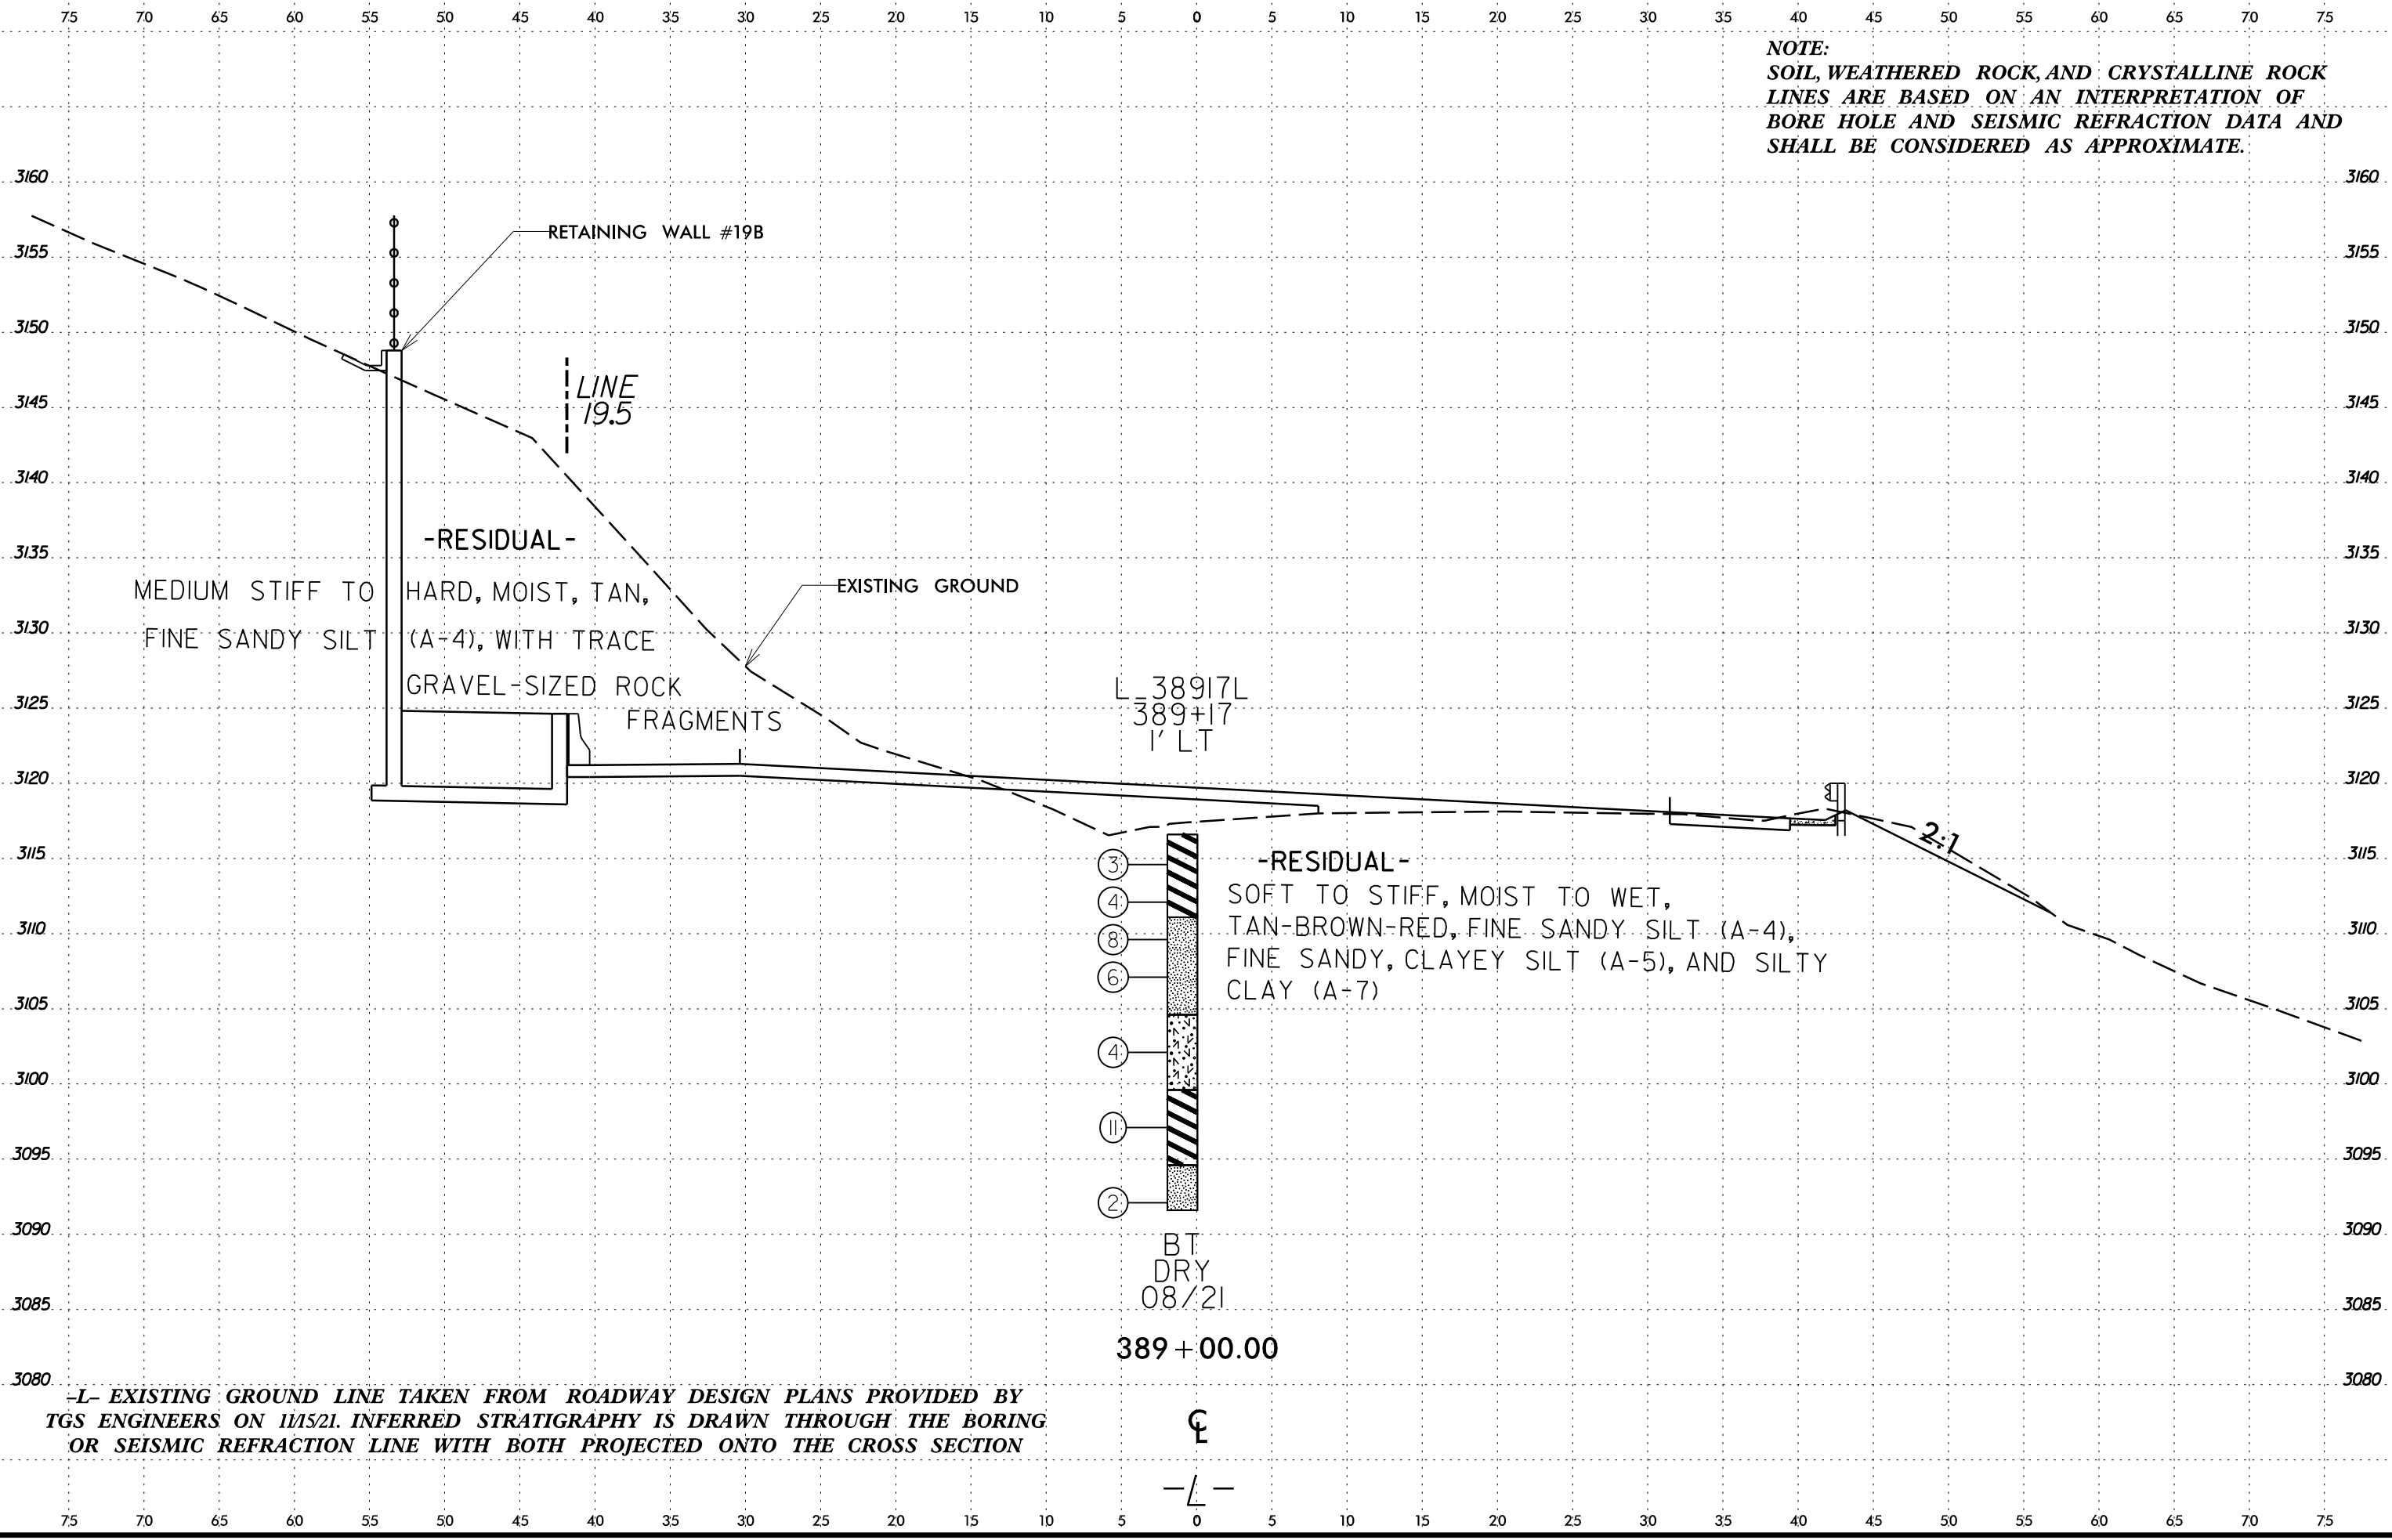 75 70 65 60 55 50 45 40 35 30 25 20 15 10 5 0 5 10 15 20 25 30 35 40 45 50 55 60 65 70 75
NOTE:
SOIL, WEATHERED ROCK, AND CRYSTALLINE ROCK
LINES ARE BASED ON AN INTERPRETATION OF
BORE HOLE AND SEISMIC REFRACTION DATA AND
SHALL BE CONSIDERED AS APPROXIMATE.
3160 3160
RETAINING WALL #19B
3155 3155
3150 3150
LINE
19.5
3145 3145
3140 3140
-RESIDUAL-
3135 3135
MEDIUM STIFF TO HARD, MOIST, TAN,
EXISTING GROUND
3130 3130
FINE SANDY SILT (A-4), WITH TRACE
GRAVEL-SIZED ROCK
FRAGMENTS
L_38917L
389+17
1' LT
3125 3125
3120 3120
2:1
3115 3115
3
-RESIDUAL-
SOFT TO STIFF, MOIST TO WET,
TAN-BROWN-RED, FINE SANDY SILT (A-4),
FINE SANDY, CLAYEY SILT (A-5), AND SILTY
CLAY (A-7)
4
3110 3110
8
6
3105 3105
4
3100 3100
11
3095 3095
2
3090 3090
BT
DRY
08/21
3085 3085
389+00.00
3080 3080
-L- EXISTING GROUND LINE TAKEN FROM ROADWAY DESIGN PLANS PROVIDED BY
TGS ENGINEERS ON 11/15/21. INFERRED STRATIGRAPHY IS DRAWN THROUGH THE BORING
OR SEISMIC REFRACTION LINE WITH BOTH PROJECTED ONTO THE CROSS SECTION
℄
-L-
75 70 65 60 55 50 45 40 35 30 25 20 15 10 5 0 5 10 15 20 25 30 35 40 45 50 55 60 65 70 75